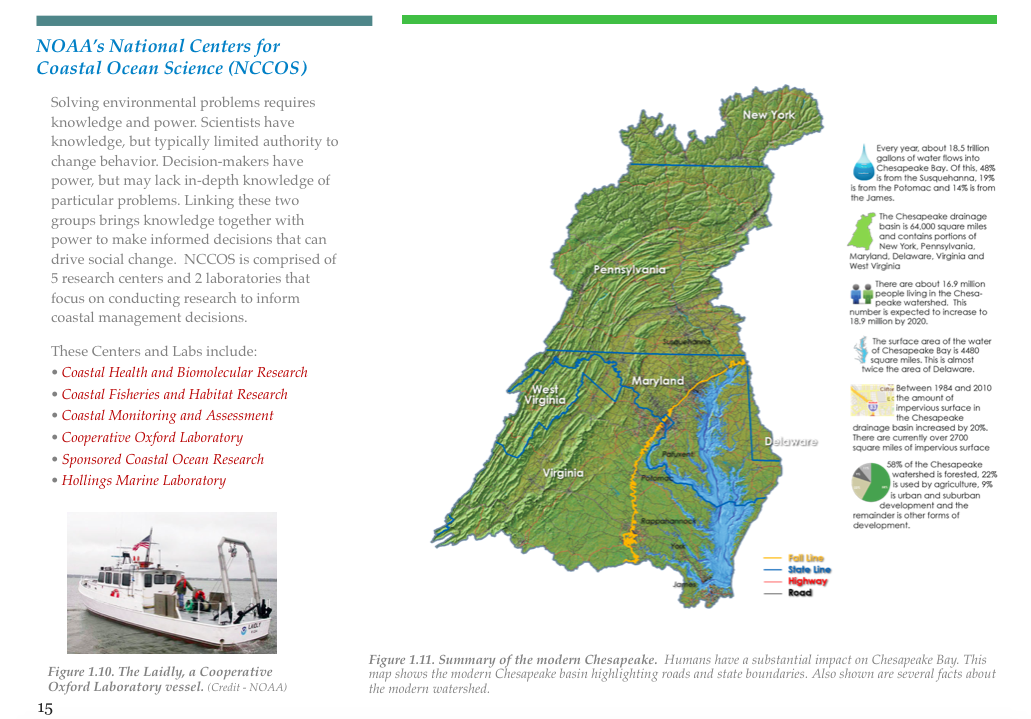 NOAA's National Centers for
Coastal Ocean Science (NCCOS)
Solving environmental problems requires
knowledge and power. Scientists have
knowledge, but typically limited authority to
change behavior. Decision-makers have
power, but may lack in-depth knowledge of
particular problems. Linking these two
groups brings knowledge together with
power to make informed decisions that can
drive social change.  NCCOS is comprised of
5 research centers and 2 laboratories that
focus on conducting research to inform
coastal management decisions.
These Centers and Labs include:
• Coastal Health and Biomolecular Research
• Coastal Fisheries and Habitat Research
• Coastal Monitoring and Assessment
• Cooperative Oxford Laboratory
• Sponsored Coastal Ocean Research
• Hollings Marine Laboratory
LAIDLY
Figure 1.10. The Laidly, a Cooperative
Oxford Laboratory vessel. (Credit - NOAA)
15
New York
Pennsylvania
Susquehanna
Maryland
West
Virginia
Delaware
Patuxent
Virginia
Potomac
Rappahannock
York
James
Fall Line
State Line
Highway
Road
Every year, about 18.5 trillion
gallons of water flows into
Chesapeake Bay. Of this, 48%
is from the Susquehanna, 19%
is from the Potomac and 14% is from
the James.
The Chesapeake drainage
basin is 64,000 square miles
and contains portions of
New York, Pennsylvania,
Maryland, Delaware, Virginia and
West Virginia
There are about 16.9 million
people living in the Chesa-
peake watershed.  This
number is expected to increase to
18.9 million by 2020.
The surface area of the water
of Chesapeake Bay is 4480
square miles. This is almost
twice the area of Delaware.
Between 1984 and 2010
the amount of
impervious surface in
the Chesapeake
drainage basin increased by 20%.
There are currently over 2700
square miles of impervious surface
58% of the Chesapeake
watershed is forested, 22%
is used by agriculture, 9%
is urban and suburban
development and the
remainder is other forms of
development.
Figure 1.11. Summary of the modern Chesapeake.  Humans have a substantial impact on Chesapeake Bay. This
map shows the modern Chesapeake basin highlighting roads and state boundaries. Also shown are several facts about
the modern watershed.